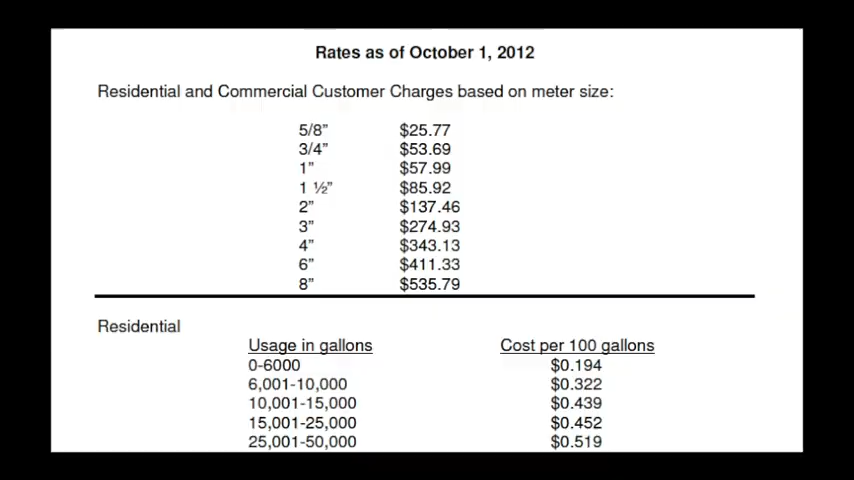 Rates as of October 1, 2012
Residential and Commercial Customer Charges based on meter size:
5/8” $25.77
3/4” $53.69
1” $57.99
1 ½” $85.92
2” $137.46
3” $274.93
4” $343.13
6” $411.33
8” $535.79
Residential
Usage in gallons Cost per 100 gallons
0-6000 $0.194
6,001-10,000 $0.322
10,001-15,000 $0.439
15,001-25,000 $0.452
25,001-50,000 $0.519